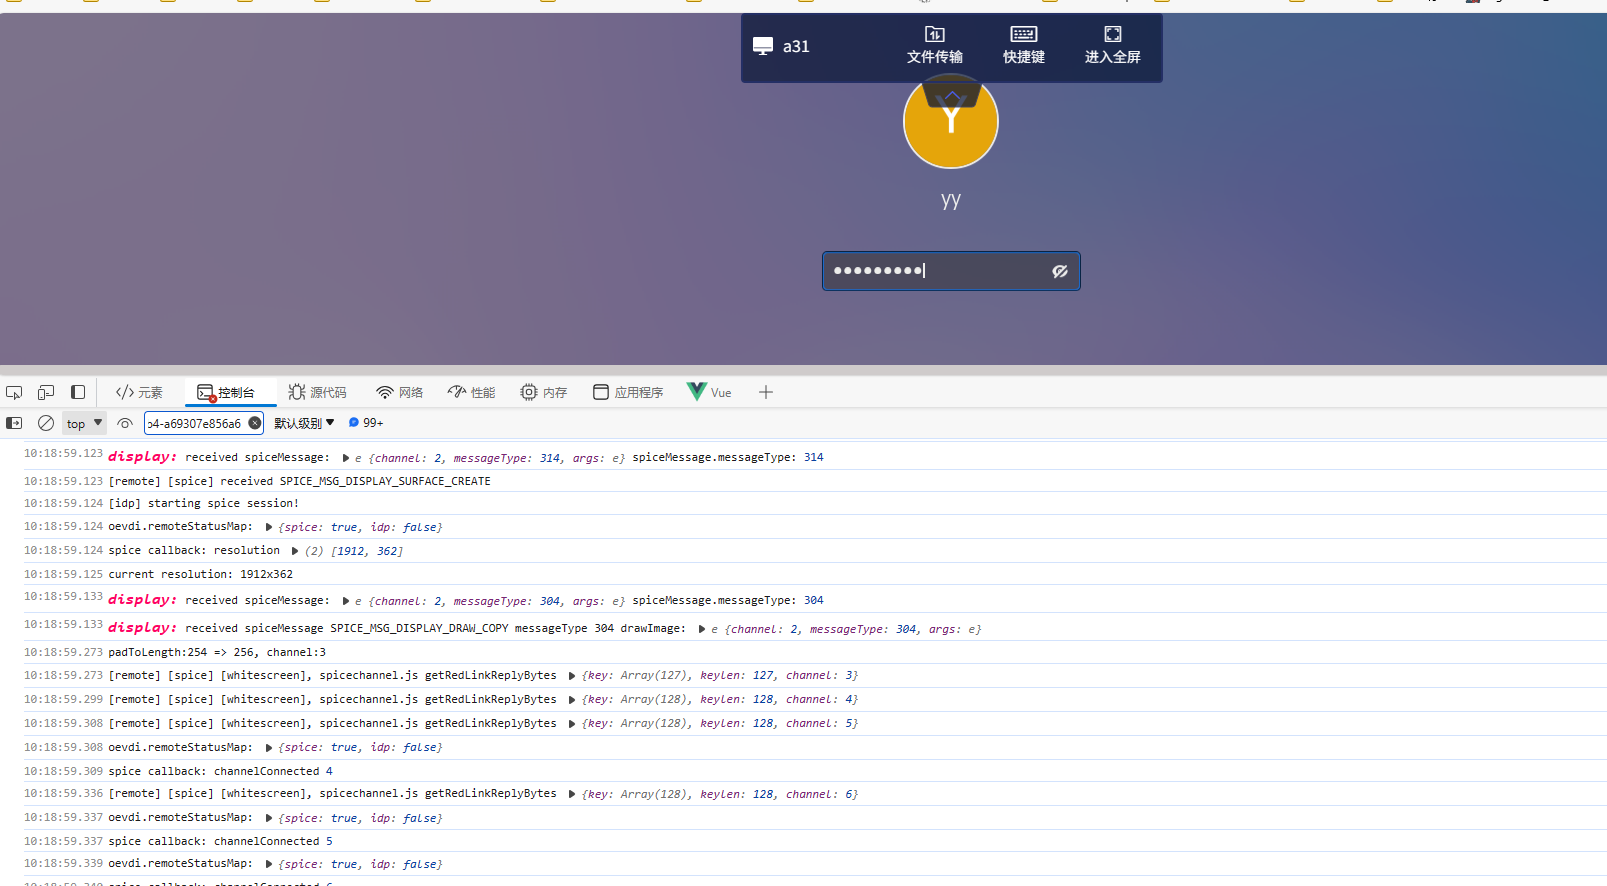 a31
文件传输
快捷键
进入全屏
Y
yy
●●●●●●●●●
元素
控制台
源代码
网络
性能
内存
应用程序
Vue
top
b4-a69307e856a6
默认级别
99+
10:18:59.123 display: received spiceMessage: e {channel: 2, messageType: 314, args: e} spiceMessage.messageType: 314
10:18:59.123 [remote] [spice] received SPICE_MSG_DISPLAY_SURFACE_CREATE
10:18:59.124 [idp] starting spice session!
10:18:59.124 oevdi.remoteStatusMap: {spice: true, idp: false}
10:18:59.124 spice callback: resolution (2) [1912, 362]
10:18:59.125 current resolution: 1912x362
10:18:59.133 display: received spiceMessage: e {channel: 2, messageType: 304, args: e} spiceMessage.messageType: 304
10:18:59.133 display: received spiceMessage SPICE_MSG_DISPLAY_DRAW_COPY messageType 304 drawImage: e {channel: 2, messageType: 304, args: e}
10:18:59.273 padToLength:254 => 256, channel:3
10:18:59.273 [remote] [spice] [whitescreen], spicechannel.js getRedLinkReplyBytes {key: Array(127), keylen: 127, channel: 3}
10:18:59.299 [remote] [spice] [whitescreen], spicechannel.js getRedLinkReplyBytes {key: Array(128), keylen: 128, channel: 4}
10:18:59.308 [remote] [spice] [whitescreen], spicechannel.js getRedLinkReplyBytes {key: Array(128), keylen: 128, channel: 5}
10:18:59.308 oevdi.remoteStatusMap: {spice: true, idp: false}
10:18:59.309 spice callback: channelConnected 4
10:18:59.336 [remote] [spice] [whitescreen], spicechannel.js getRedLinkReplyBytes {key: Array(128), keylen: 128, channel: 6}
10:18:59.337 oevdi.remoteStatusMap: {spice: true, idp: false}
10:18:59.337 spice callback: channelConnected 5
10:18:59.339 oevdi.remoteStatusMap: {spice: true, idp: false}